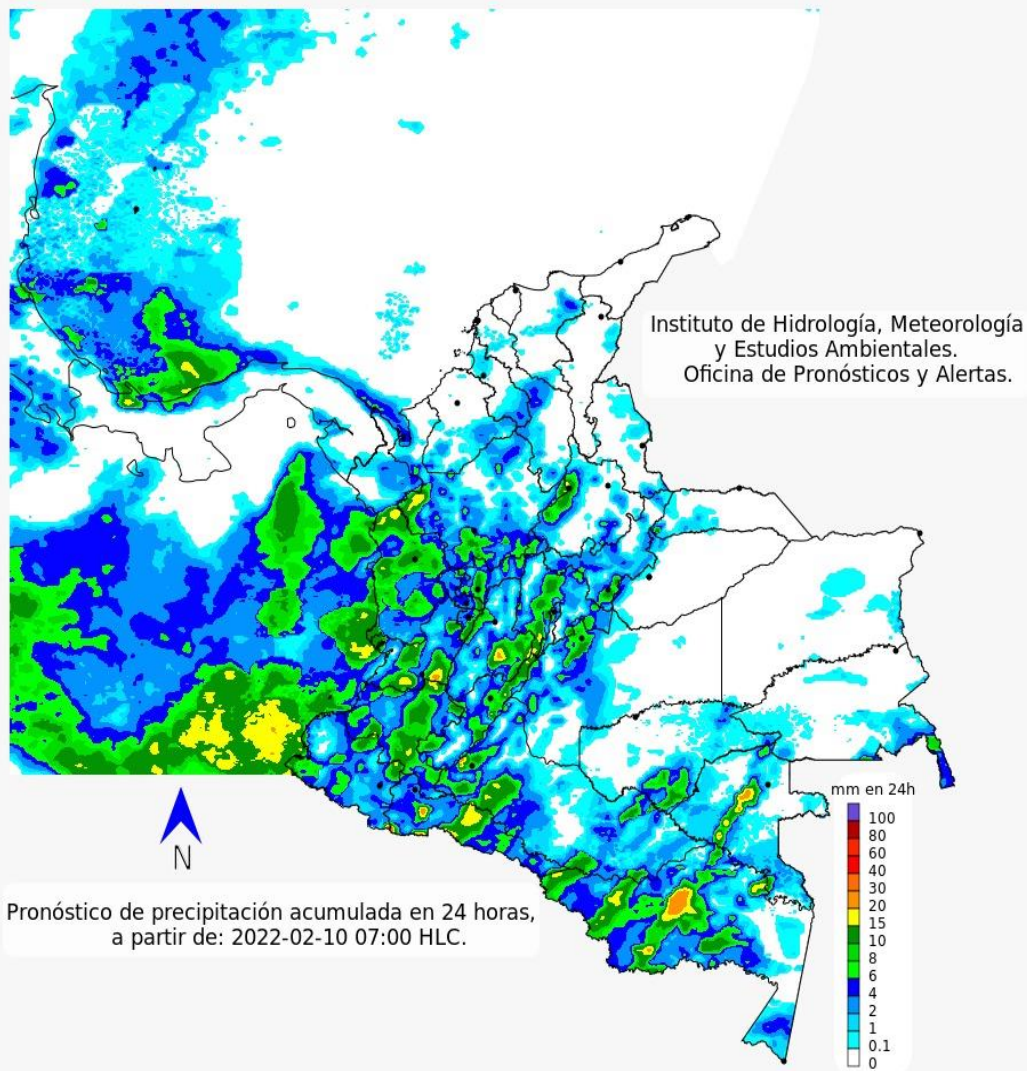 Instituto de Hidrología, Meteorología
y Estudios Ambientales.
Oficina de Pronósticos y Alertas.
mm en 24h
100
80
60
40
30
20
15
10
8
6
4
2
1
0.1
0
N
Pronóstico de precipitación acumulada en 24 horas,
a partir de: 2022-02-10 07:00 HLC.